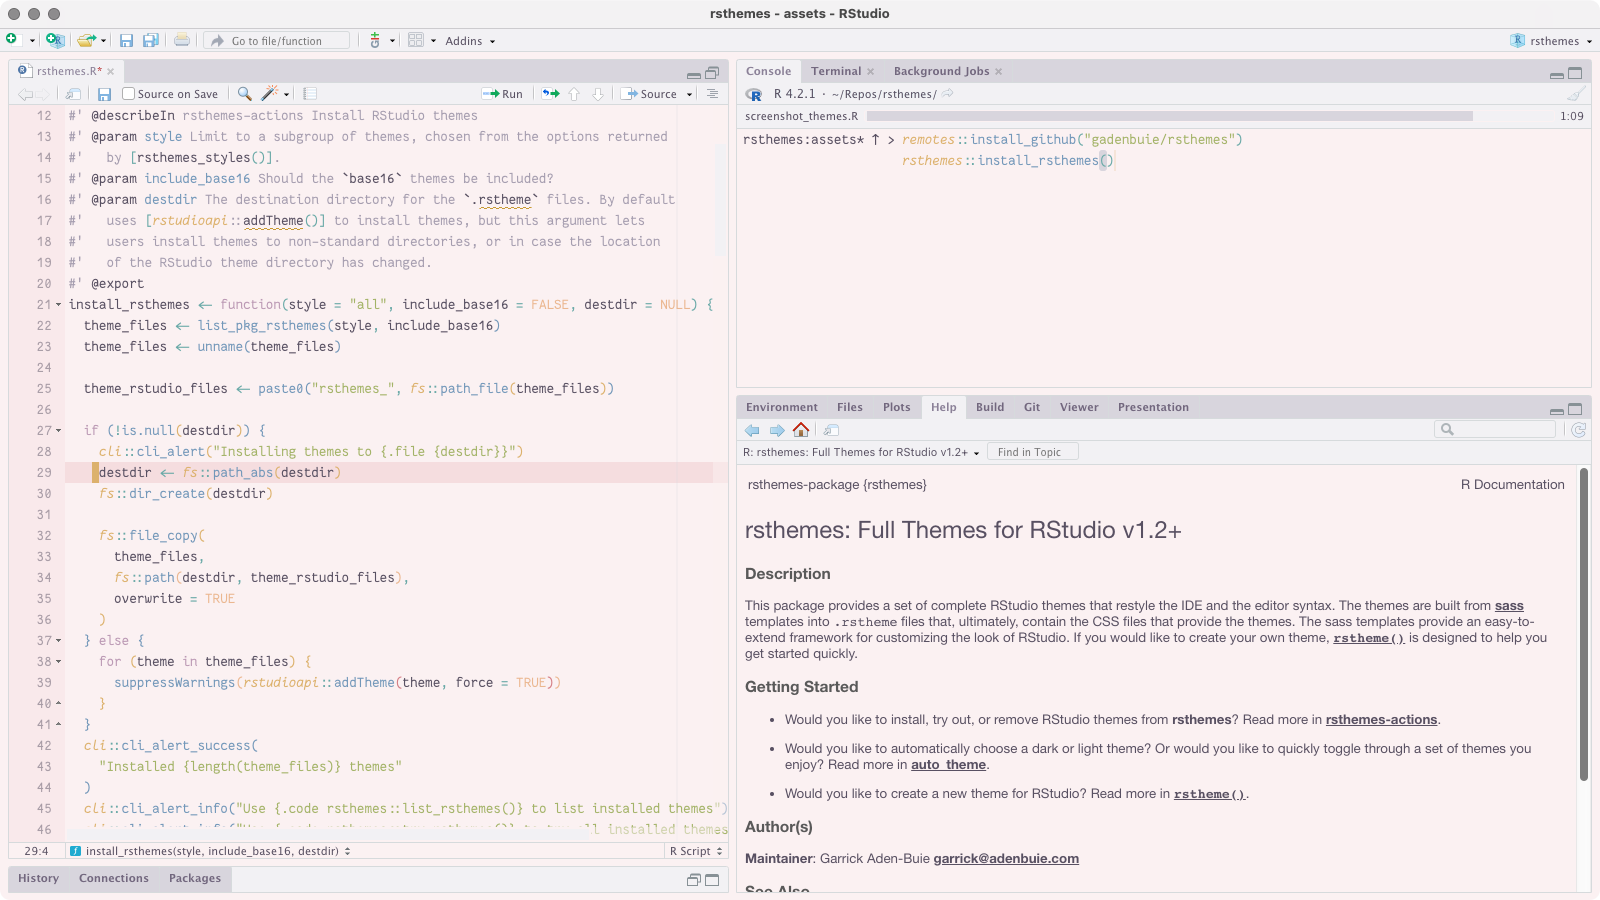 rsthemes - assets - RStudio
Go to file/function
Addins
rsthemes
rsthemes.R*
Source on Save
Run
Source
12 #' @describeIn rsthemes-actions Install RStudio themes
13 #' @param style Limit to a subgroup of themes, chosen from the options returned
14 #'   by [rsthemes_styles()].
15 #' @param include_base16 Should the `base16` themes be included?
16 #' @param destdir The destination directory for the `.rstheme` files. By default
17 #'   uses [rstudioapi::addTheme()] to install themes, but this argument lets
18 #'   users install themes to non-standard directories, or in case the location
19 #'   of the RStudio theme directory has changed.
20 #' @export
21 install_rsthemes <- function(style = "all", include_base16 = FALSE, destdir = NULL) {
22   theme_files <- list_pkg_rsthemes(style, include_base16)
23   theme_files <- unname(theme_files)
24
25   theme_rstudio_files <- paste0("rsthemes_", fs::path_file(theme_files))
26
27   if (!is.null(destdir)) {
28     cli::cli_alert("Installing themes to {.file {destdir}}")
29     destdir <- fs::path_abs(destdir)
30     fs::dir_create(destdir)
31
32     fs::file_copy(
33       theme_files,
34       fs::path(destdir, theme_rstudio_files),
35       overwrite = TRUE
36     )
37   } else {
38     for (theme in theme_files) {
39       suppressWarnings(rstudioapi::addTheme(theme, force = TRUE))
40     }
41   }
42   cli::cli_alert_success(
43     "Installed {length(theme_files)} themes"
44   )
45   cli::cli_alert_info("Use {.code rsthemes::list_rsthemes()} to list installed themes")
46
29:4
install_rsthemes(style, include_base16, destdir)
R Script
History
Connections
Packages
Console
Terminal
Background Jobs
R 4.2.1 · ~/Repos/rsthemes/
screenshot_themes.R
1:09
rsthemes:assets* ↑ > remotes::install_github("gadenbuie/rsthemes")
rsthemes::install_rsthemes()
Environment
Files
Plots
Help
Build
Git
Viewer
Presentation
R: rsthemes: Full Themes for RStudio v1.2+
Find in Topic
rsthemes-package {rsthemes}
R Documentation
rsthemes: Full Themes for RStudio v1.2+
Description
This package provides a set of complete RStudio themes that restyle the IDE and the editor syntax. The themes are built from sass
templates into .rstheme files that, ultimately, contain the CSS files that provide the themes. The sass templates provide an easy-to-
extend framework for customizing the look of RStudio. If you would like to create your own theme, rstheme() is designed to help you
get started quickly.
Getting Started
• Would you like to install, try out, or remove RStudio themes from rsthemes? Read more in rsthemes-actions.
• Would you like to automatically choose a dark or light theme? Or would you like to quickly toggle through a set of themes you
enjoy? Read more in auto_theme.
• Would you like to create a new theme for RStudio? Read more in rstheme().
Author(s)
Maintainer: Garrick Aden-Buie garrick@adenbuie.com
See Also